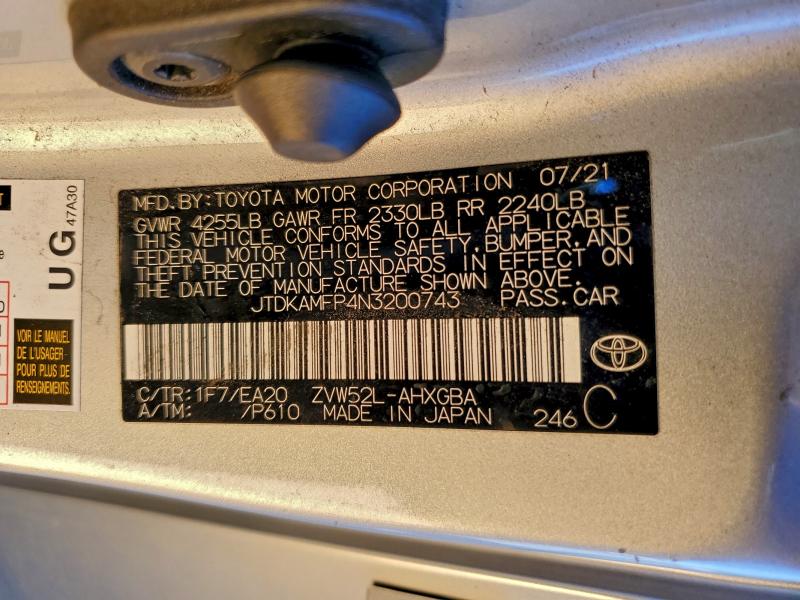 MFD. BY: TOYOTA MOTOR CORPORATION 07/21
GVWR 4255LB GAWR FR 2330LB RR 2240LB
THIS VEHICLE CONFORMS TO ALL APPLICABLE
FEDERAL MOTOR VEHICLE SAFETY, BUMPER, AND
THEFT PREVENTION STANDARDS IN EFFECT ON
THE DATE OF MANUFACTURE SHOWN ABOVE.
JTDKAMFP4N3200743 PASS. CAR
C/TR: 1F7/EA20 ZVW52L-AHXGBA
A/TM: /P610 MADE IN JAPAN 246 C
UG 47A30
VOIR LE MANUEL
DE L'USAGER
POUR PLUS DE
RENSEIGNEMENTS.